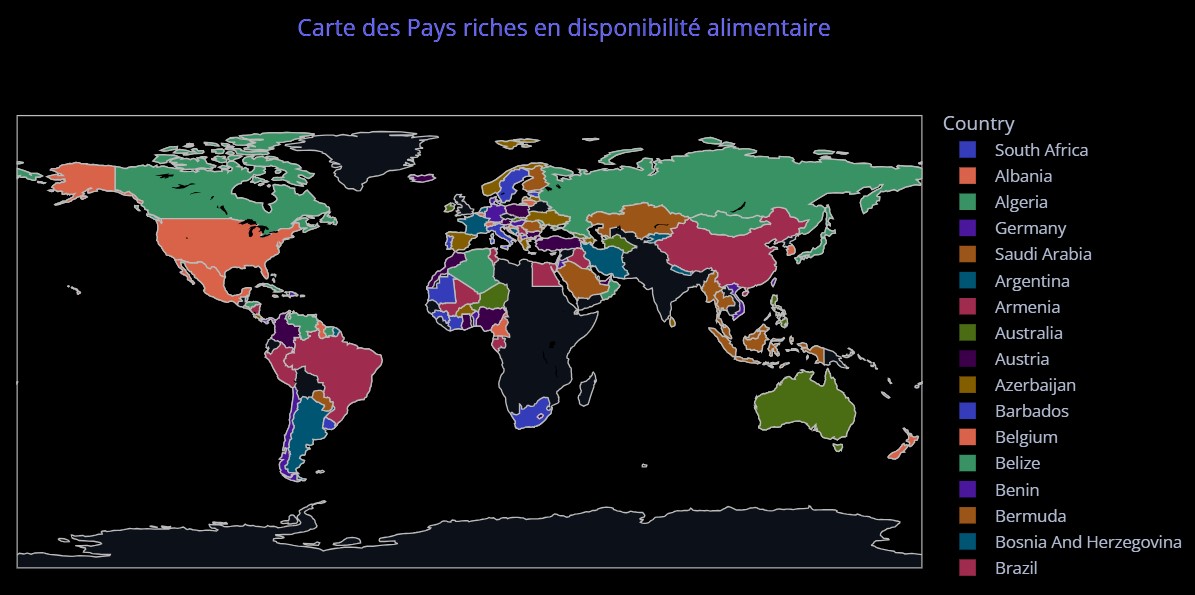 Carte des Pays riches en disponibilité alimentaire
Country
South Africa
Albania
Algeria
Germany
Saudi Arabia
Argentina
Armenia
Australia
Austria
Azerbaijan
Barbados
Belgium
Belize
Benin
Bermuda
Bosnia And Herzegovina
Brazil